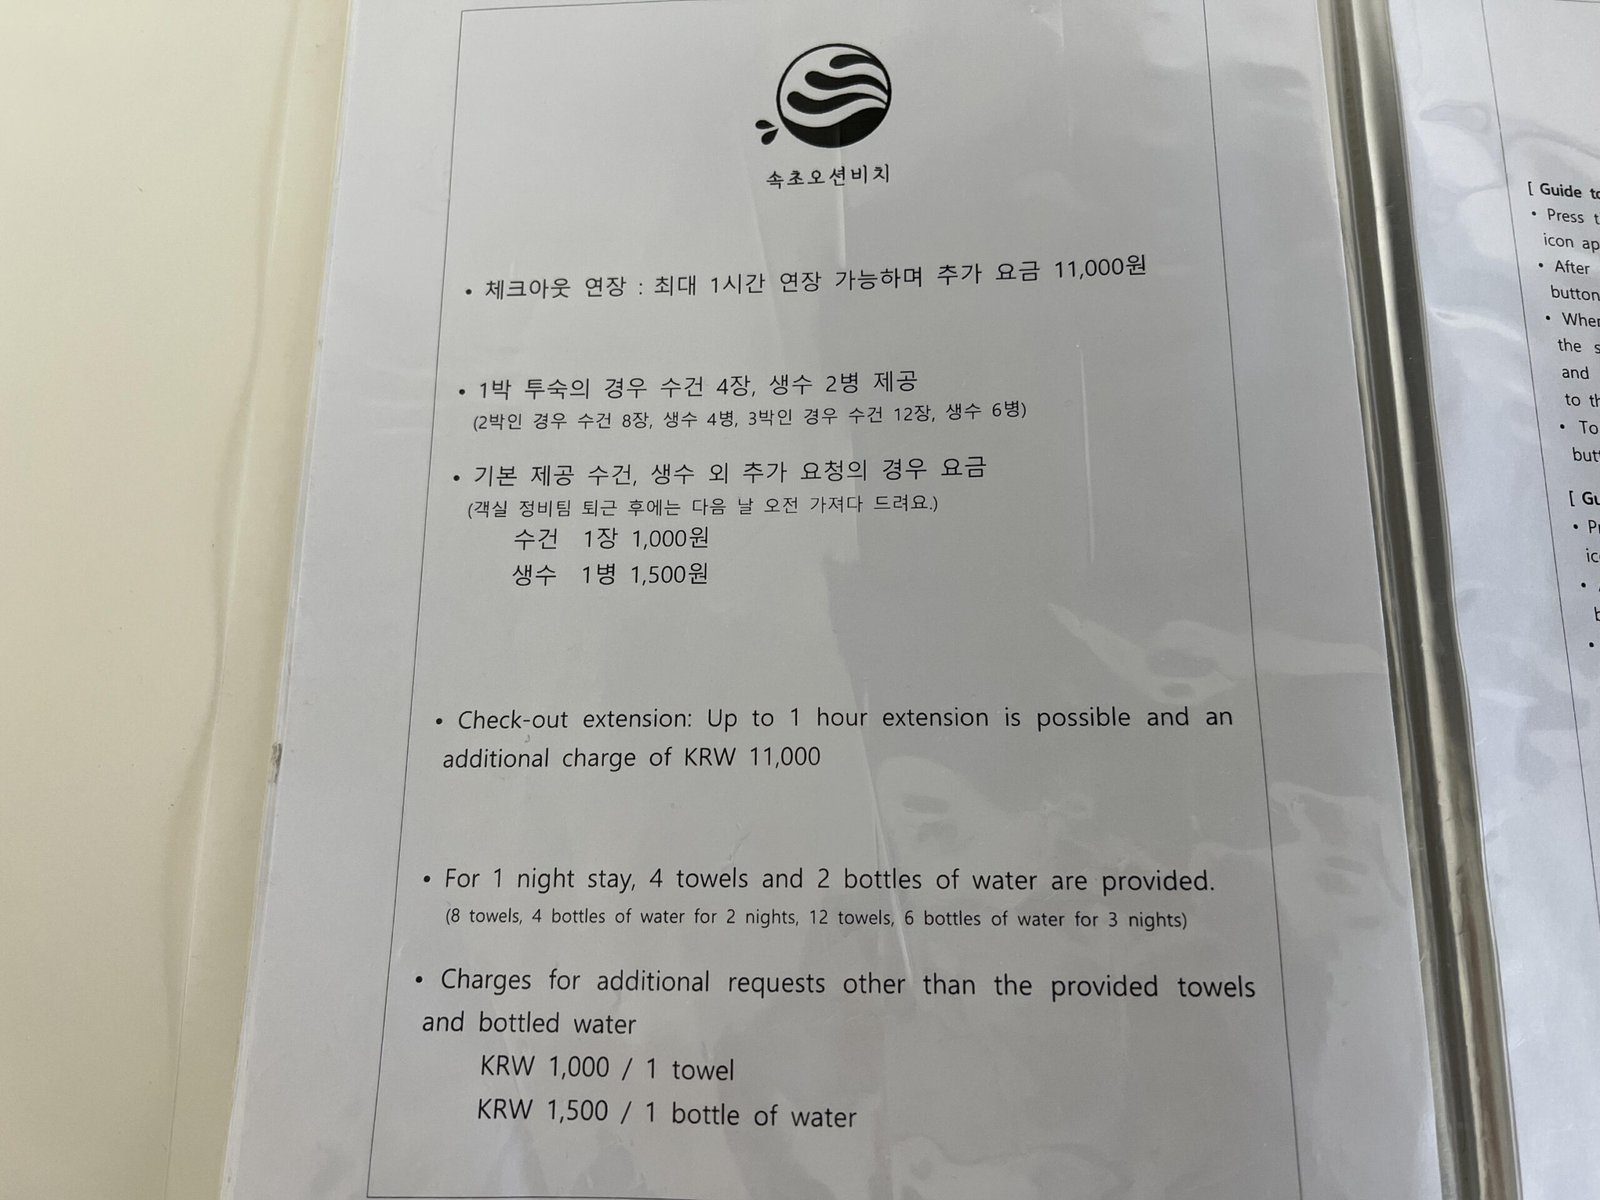 속초오션비치
• 체크아웃 연장 : 최대 1시간 연장 가능하며 추가 요금 11,000원
• 1박 투숙의 경우 수건 4장, 생수 2병 제공
(2박인 경우 수건 8장, 생수 4병, 3박인 경우 수건 12장, 생수 6병)
• 기본 제공 수건, 생수 외 추가 요청의 경우 요금
(객실 정비팀 퇴근 후에는 다음 날 오전 가져다 드려요.)
수건 1장 1,000원
생수 1병 1,500원
• Check-out extension: Up to 1 hour extension is possible and an
additional charge of KRW 11,000
• For 1 night stay, 4 towels and 2 bottles of water are provided.
(8 towels, 4 bottles of water for 2 nights, 12 towels, 6 bottles of water for 3 nights)
• Charges for additional requests other than the provided towels
and bottled water
KRW 1,000 / 1 towel
KRW 1,500 / 1 bottle of water
[ Guide
• Press
icon
• After
button
•
the
and
to
• To
[
•
•
•